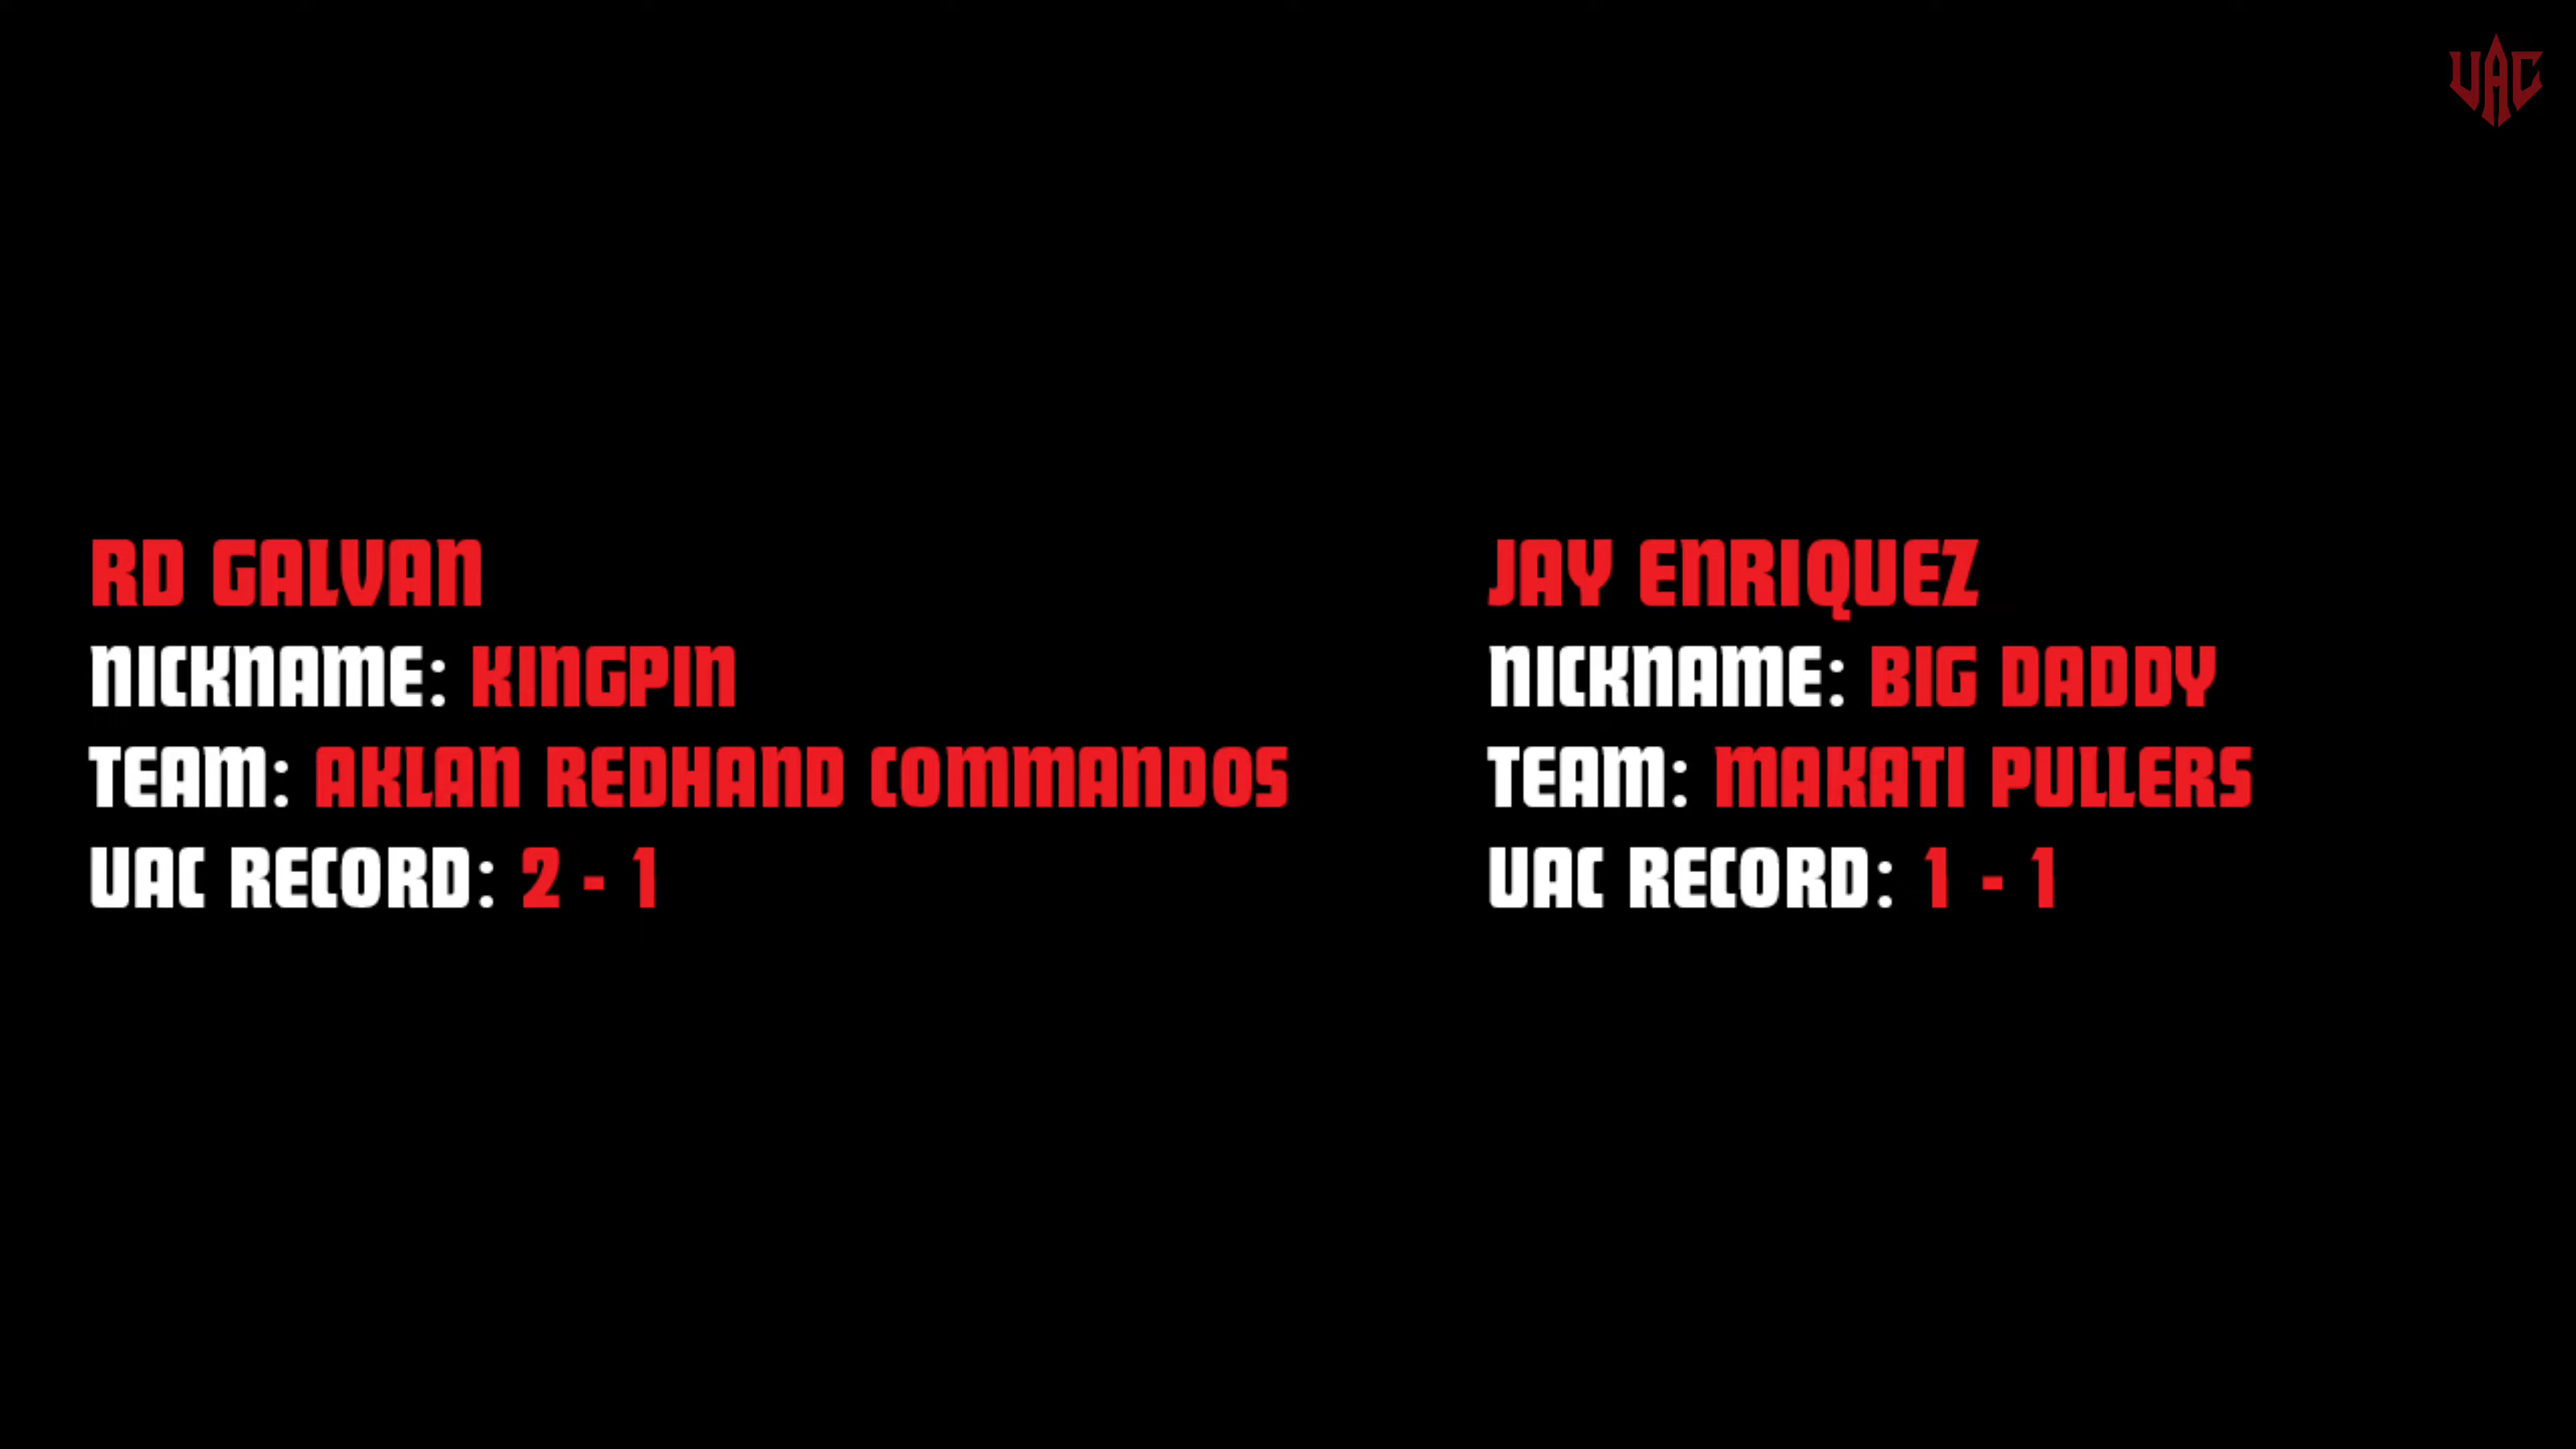 UAC
RD GALVAN
NICKNAME: KINGPIN
TEAM: AKLAN REDHAND COMMANDOS
UAC RECORD: 2 - 1
JAY ENRIQUEZ
NICKNAME: BIG DADDY
TEAM: MAKATI PULLERS
UAC RECORD: 1 - 1